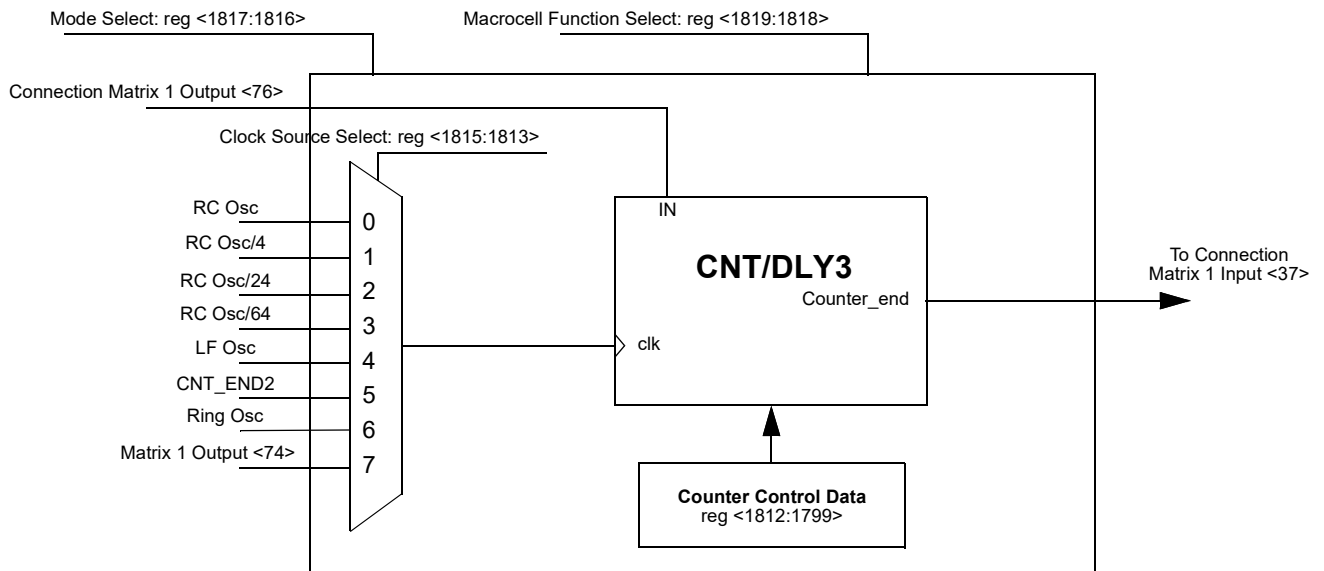 Mode Select: reg <1817:1816>
Macrocell Function Select: reg <1819:1818>
Connection Matrix 1 Output <76>
Clock Source Select: reg <1815:1813>
RC Osc
0
RC Osc/4
1
RC Osc/24
2
RC Osc/64
3
LF Osc
4
CNT_END2
5
Ring Osc
6
Matrix 1 Output <74>
7
IN
CNT/DLY3
Counter_end
clk
To Connection
Matrix 1 Input <37>
Counter Control Data
reg <1812:1799>